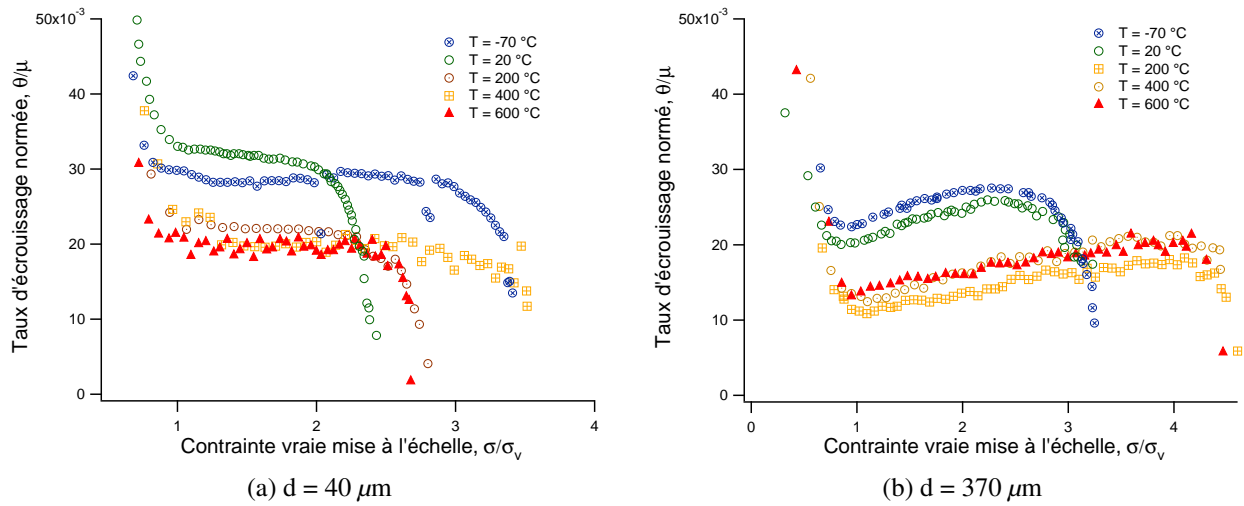 50x10⁻³
40
30
20
10
0
Taux d'écrouissage normé, θ/μ
T = -70 °C
T = 20 °C
T = 200 °C
T = 400 °C
T = 600 °C
1
2
3
4
Contrainte vraie mise à l'échelle, σ/σᵥ
(a) d = 40 μm
50x10⁻³
40
30
20
10
0
Taux d'écrouissage normé, θ/μ
T = -70 °C
T = 20 °C
T = 200 °C
T = 400 °C
T = 600 °C
0
1
2
3
4
Contrainte vraie mise à l'échelle, σ/σᵥ
(b) d = 370 μm